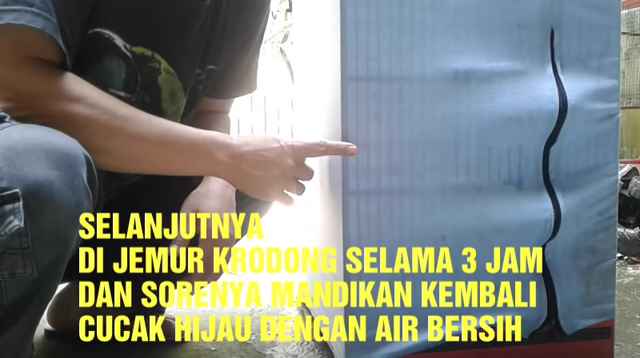 SELANJUTNYA
DI JEMUR KRODONG SELAMA 3 JAM
DAN SORENYA MANDIKAN KEMBALI
CUCAK HIJAU DENGAN AIR BERSIH